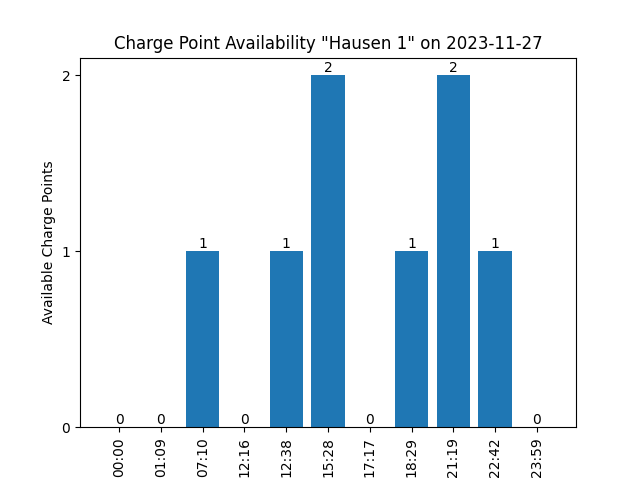 Charge Point Availability "Hausen 1" on 2023-11-27
Available Charge Points
2
1
0
0 0 1 0 1 2 0 1 2 1 0
00:00 01:09 07:10 12:16 12:38 15:28 17:17 18:29 21:19 22:42 23:59